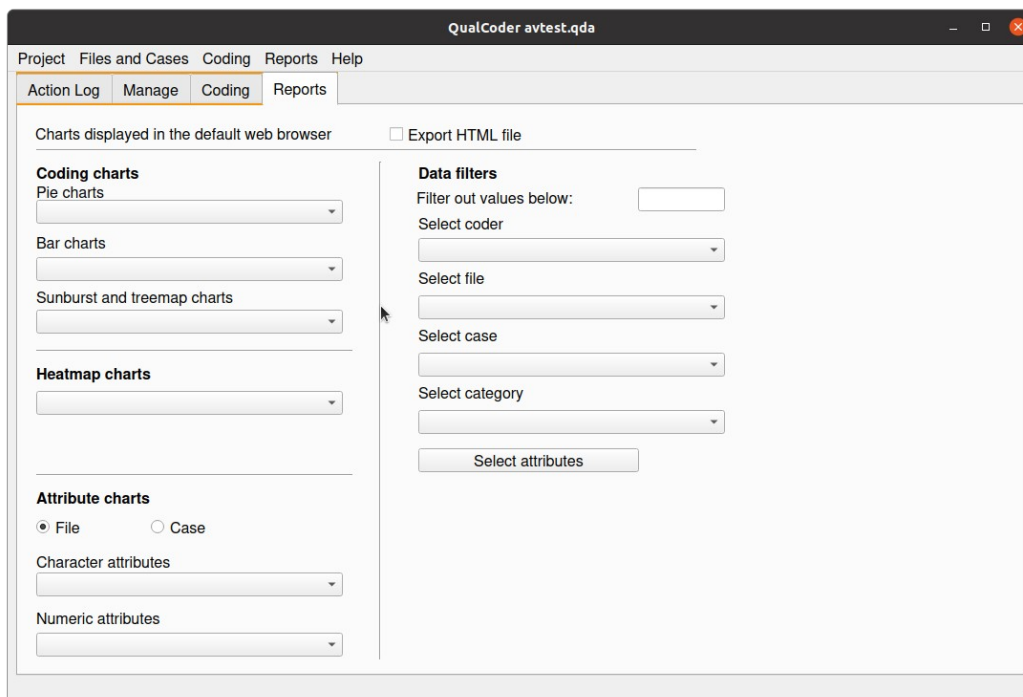 QualCoder avtest.qda
Project Files and Cases Coding Reports Help
Action Log Manage Coding Reports
Charts displayed in the default web browser
Export HTML file
Coding charts
Pie charts
Bar charts
Sunburst and treemap charts
Heatmap charts
Attribute charts
File Case
Character attributes
Numeric attributes
Data filters
Filter out values below:
Select coder
Select file
Select case
Select category
Select attributes